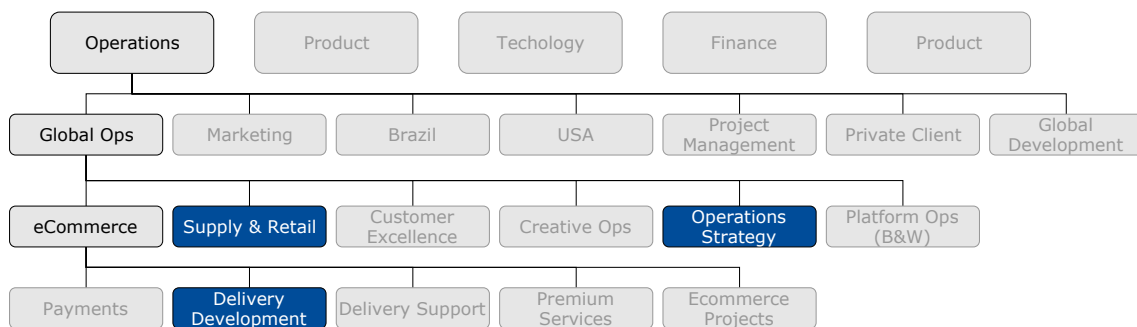 Operations
Product
Techology
Finance
Product
Global Ops
Marketing
Brazil
USA
Project
Management
Private Client
Global
Development
eCommerce
Supply & Retail
Customer
Excellence
Creative Ops
Operations
Strategy
Platform Ops
(B&W)
Payments
Delivery
Development
Delivery Support
Premium
Services
Ecommerce
Projects